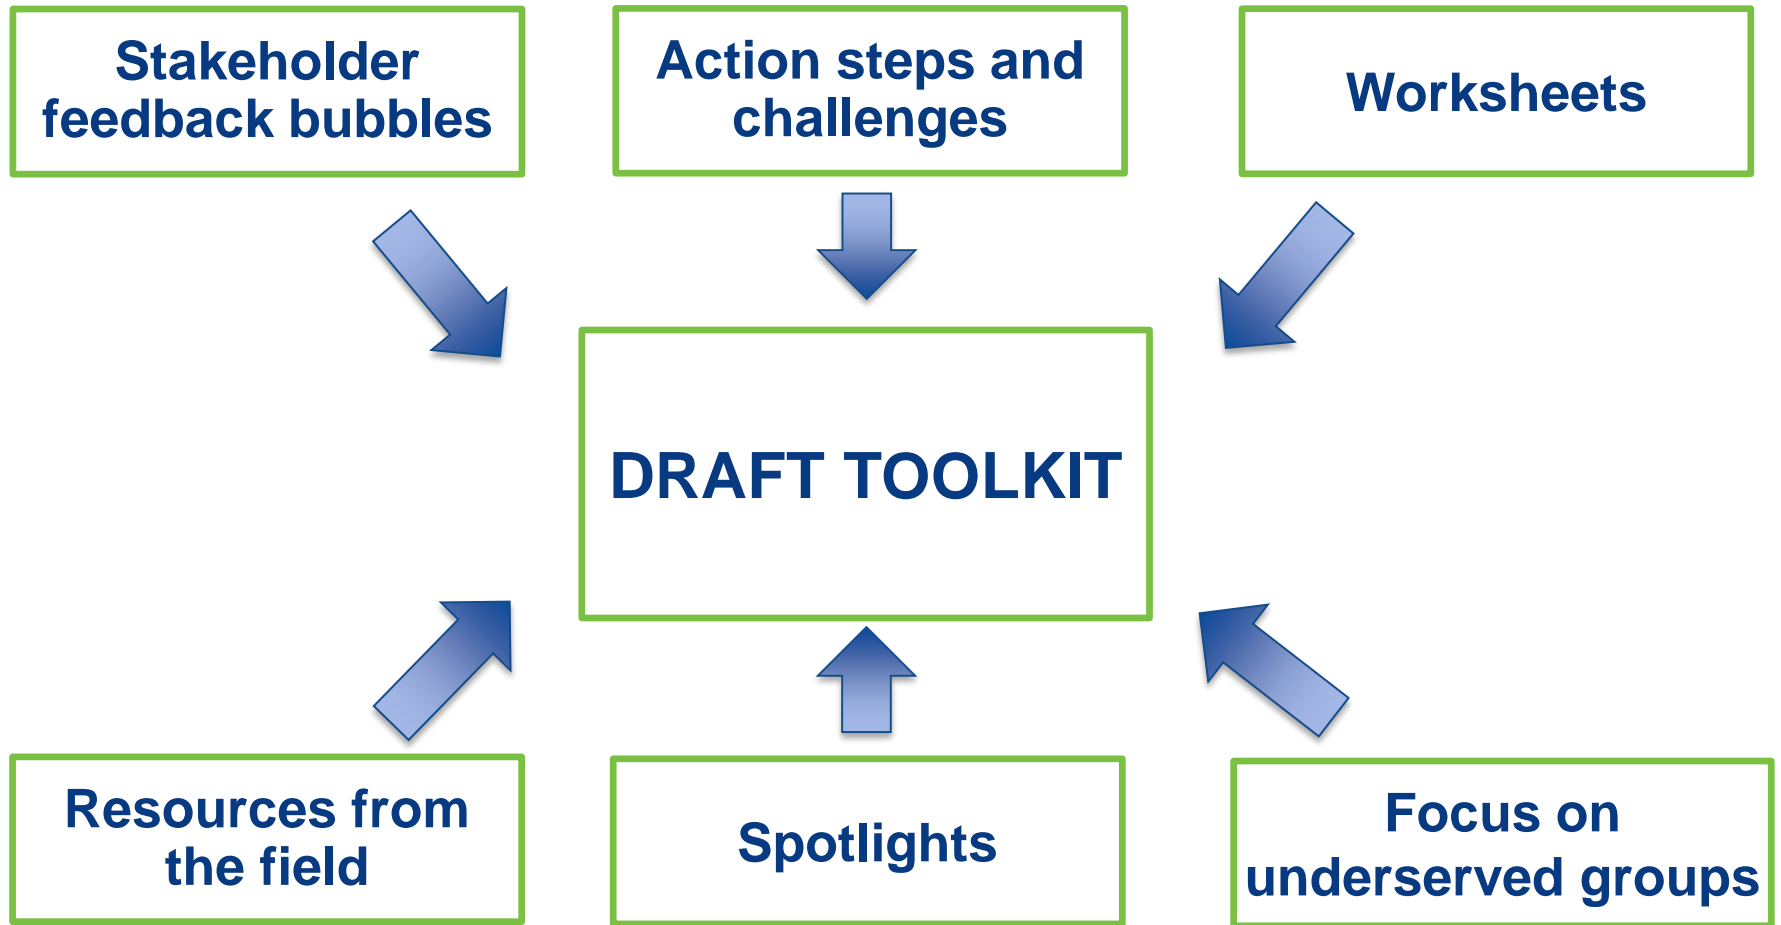 Stakeholder
feedback bubbles
Action steps and
challenges
Worksheets
DRAFT TOOLKIT
Resources from
the field
Spotlights
Focus on
underserved groups